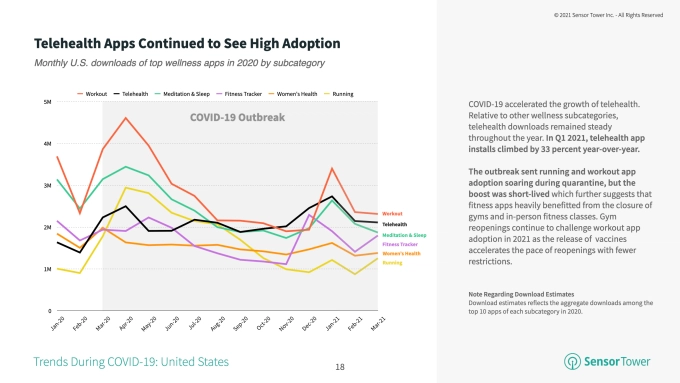 © 2021 Sensor Tower Inc. - All Rights Reserved
Telehealth Apps Continued to See High Adoption
Monthly U.S. downloads of top wellness apps in 2020 by subcategory
Workout Telehealth Meditation & Sleep Fitness Tracker Women's Health Running
5M
4M
3M
2M
1M
0
COVID-19 Outbreak
Workout
Telehealth
Meditation & Sleep
Fitness Tracker
Women's Health
Running
Jan-20 Feb-20 Mar-20 Apr-20 May-20 Jun-20 Jul-20 Aug-20 Sep-20 Oct-20 Nov-20 Dec-20 Jan-21 Feb-21 Mar-21
COVID-19 accelerated the growth of telehealth.
Relative to other wellness subcategories,
telehealth downloads remained steady
throughout the year. In Q1 2021, telehealth app
installs climbed by 33 percent year-over-year.
The outbreak sent running and workout app
adoption soaring during quarantine, but the
boost was short-lived which further suggests that
fitness apps heavily benefitted from the closure of
gyms and in-person fitness classes. Gym
reopenings continue to challenge workout app
adoption in 2021 as the release of vaccines
accelerates the pace of reopenings with fewer
restrictions.
Note Regarding Download Estimates
Download estimates reflects the aggregate downloads among the
top 10 apps of each subcategory in 2020.
Trends During COVID-19: United States
18
SensorTower